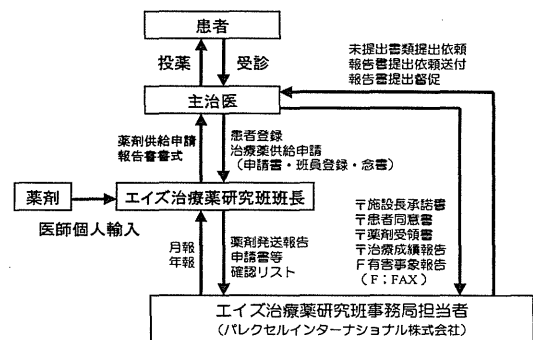 患者
投薬
受診
未提出書類提出依頼
報告書提出依頼送付
報告書提出督促
主治医
薬剤供給申請
報告書書式
患者登録
治療薬供給申請
(申請書・班員登録・念書)
薬剤
エイズ治療薬研究班班長
医師個人輸入
〒施設長承諾書
〒患者同意書
〒薬剤受領書
〒治療成績報告
F有害事象報告
(F:FAX)
月報
年報
薬剤発送報告
申請書等
確認リスト
エイズ治療薬研究班事務局担当者
(パレクセルインターナショナル株式会社)